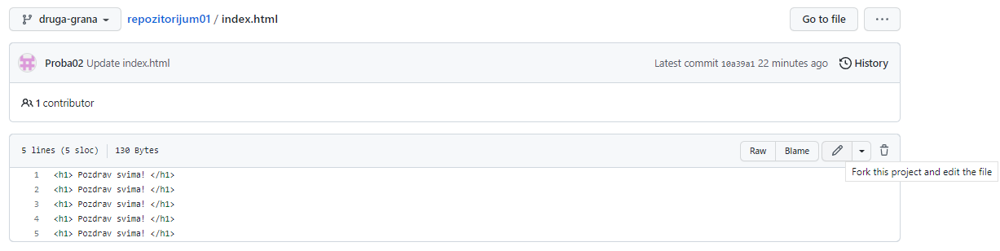 druga-grana repozitorijum01 / index.html Go to file ...
Proba02 Update index.html Latest commit 10a39a1 22 minutes ago History
1 contributor
5 lines (5 sloc) 130 Bytes Raw Blame
Fork this project and edit the file
1 <h1> Pozdrav svima! </h1>
2 <h1> Pozdrav svima! </h1>
3 <h1> Pozdrav svima! </h1>
4 <h1> Pozdrav svima! </h1>
5 <h1> Pozdrav svima! </h1>